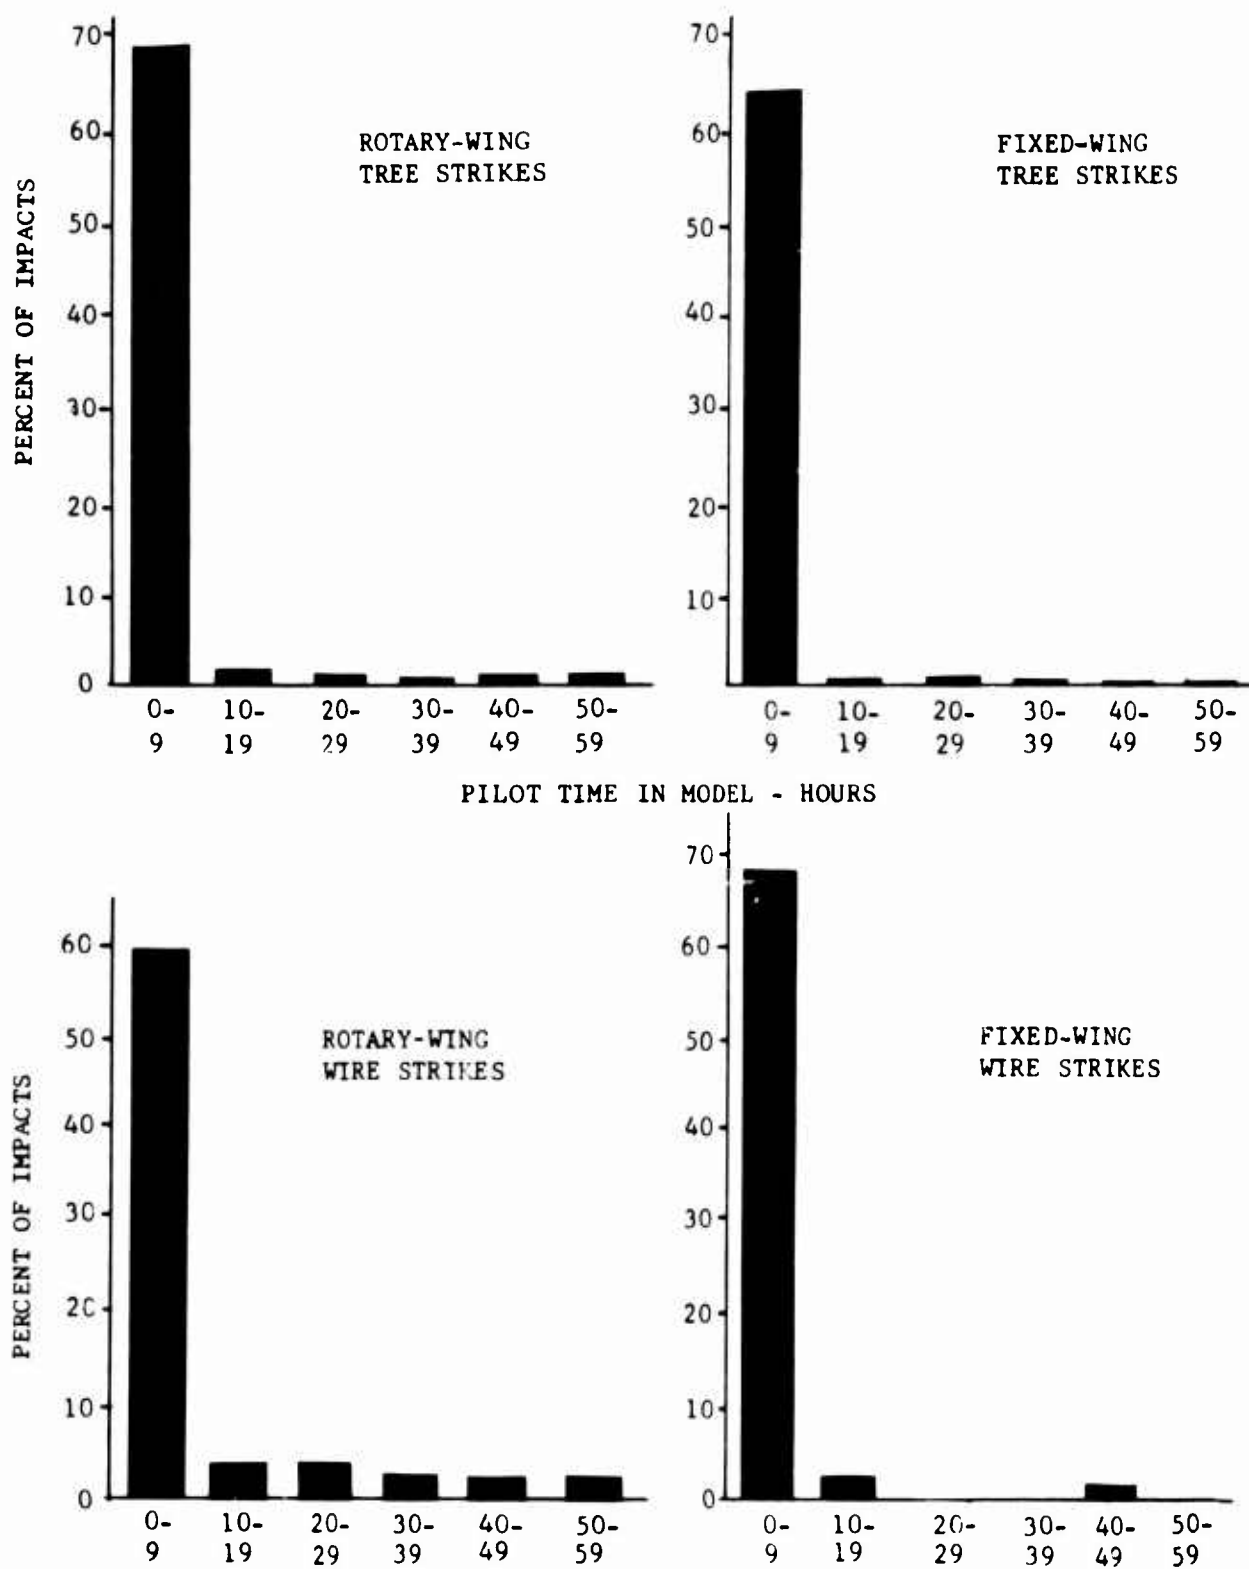 70
60
50
40
30
20
10
0
PERCENT OF IMPACTS
ROTARY-WING
TREE STRIKES
0- 10- 20- 30- 40- 50-
9 19 29 39 49 59
70
60
50
40
30
20
10
FIXED-WING
TREE STRIKES
0- 10- 20- 30- 40- 50-
9 19 29 39 49 59
PILOT TIME IN MODEL - HOURS
60
50
40
30
20
10
0
PERCENT OF IMPACTS
ROTARY-WING
WIRE STRIKES
0- 10- 20- 30- 40- 50-
9 19 29 39 49 59
70
60
50
40
30
20
10
0
FIXED-WING
WIRE STRIKES
0- 10- 20- 30- 40- 50-
9 19 29 39 49 59